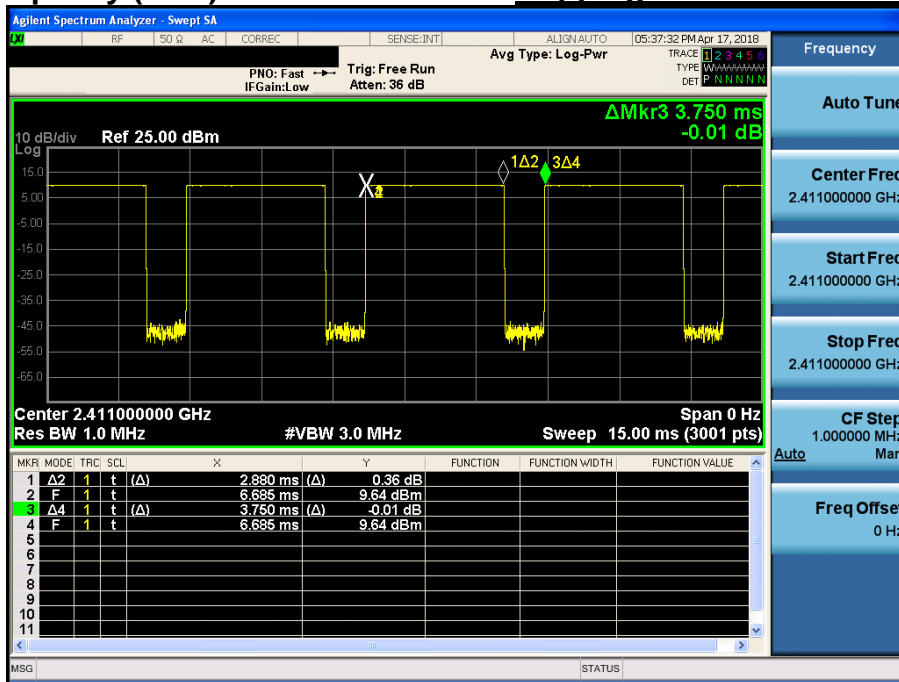 Agilent Spectrum Analyzer - Swept SA
LXI RF 50 Ω AC CORREC SENSE:INT ALIGN AUTO 05:37:32 PM Apr 17, 2018
PNO: Fast
IFGain:Low
Trig: Free Run
Atten: 36 dB
Avg Type: Log-Pwr
TRACE 1 2 3 4 5 6
TYPE
DET P N N N N N
ΔMkr3 3.750 ms
-0.01 dB
10 dB/div Ref 25.00 dBm
Log
15.0
5.00
-5.00
-15.0
-25.0
-35.0
-45.0
-55.0
-65.0
1Δ2 3Δ4
Center 2.411000000 GHz Span 0 Hz
Res BW 1.0 MHz #VBW 3.0 MHz Sweep 15.00 ms (3001 pts)
MKR MODE TRC SCL X Y FUNCTION FUNCTION WIDTH FUNCTION VALUE
1 Δ2 1 t (Δ) 2.880 ms (Δ) 0.36 dB
2 F 1 t 6.685 ms 9.64 dBm
3 Δ4 1 t (Δ) 3.750 ms (Δ) -0.01 dB
4 F 1 t 6.685 ms 9.64 dBm
5
6
7
8
9
10
11
MSG STATUS
Frequency
Auto Tune
Center Freq
2.411000000 GHz
Start Freq
2.411000000 GHz
Stop Freq
2.411000000 GHz
CF Step
1.000000 MHz
Auto Man
Freq Offset
0 Hz